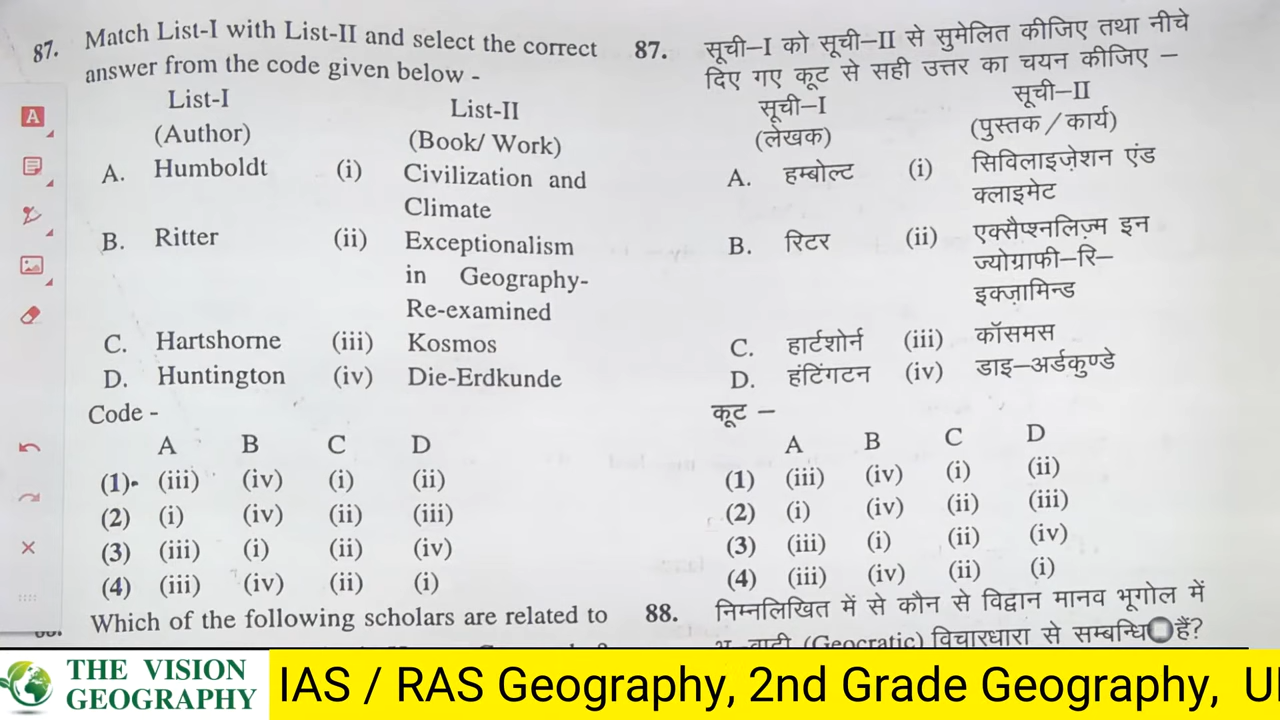 87. Match List-I with List-II and select the correct
answer from the code given below -
List-I List-II
(Author) (Book/ Work)
A. Humboldt (i) Civilization and
Climate
B. Ritter (ii) Exceptionalism
in Geography-
Re-examined
C. Hartshorne (iii) Kosmos
D. Huntington (iv) Die-Erdkunde
Code -
A B C D
(1) (iii) (iv) (i) (ii)
(2) (i) (iv) (ii) (iii)
(3) (iii) (i) (ii) (iv)
(4) (iii) (iv) (ii) (i)
Which of the following scholars are related to
87. सूची–I को सूची–II से सुमेलित कीजिए तथा नीचे
दिए गए कूट से सही उत्तर का चयन कीजिए –
सूची–I सूची–II
(लेखक) (पुस्तक / कार्य)
A. हम्बोल्ट (i) सिविलाइज़ेशन एंड
क्लाइमेट
B. रिटर (ii) एक्सैप्श्नलिज़्म इन
ज्योग्राफी–रि–
इक्ज़ामिन्ड
C. हार्टशोर्न (iii) कॉसमस
D. हंटिंगटन (iv) डाइ–अर्डकुण्डे
कूट –
A B C D
(1) (iii) (iv) (i) (ii)
(2) (i) (iv) (ii) (iii)
(3) (iii) (i) (ii) (iv)
(4) (iii) (iv) (ii) (i)
88. निम्नलिखित में से कौन से विद्वान मानव भूगोल में
(Geocratic) विचारधारा से सम्बन्धि हैं?
A
THE VISION
GEOGRAPHY
IAS / RAS Geography, 2nd Grade Geography,